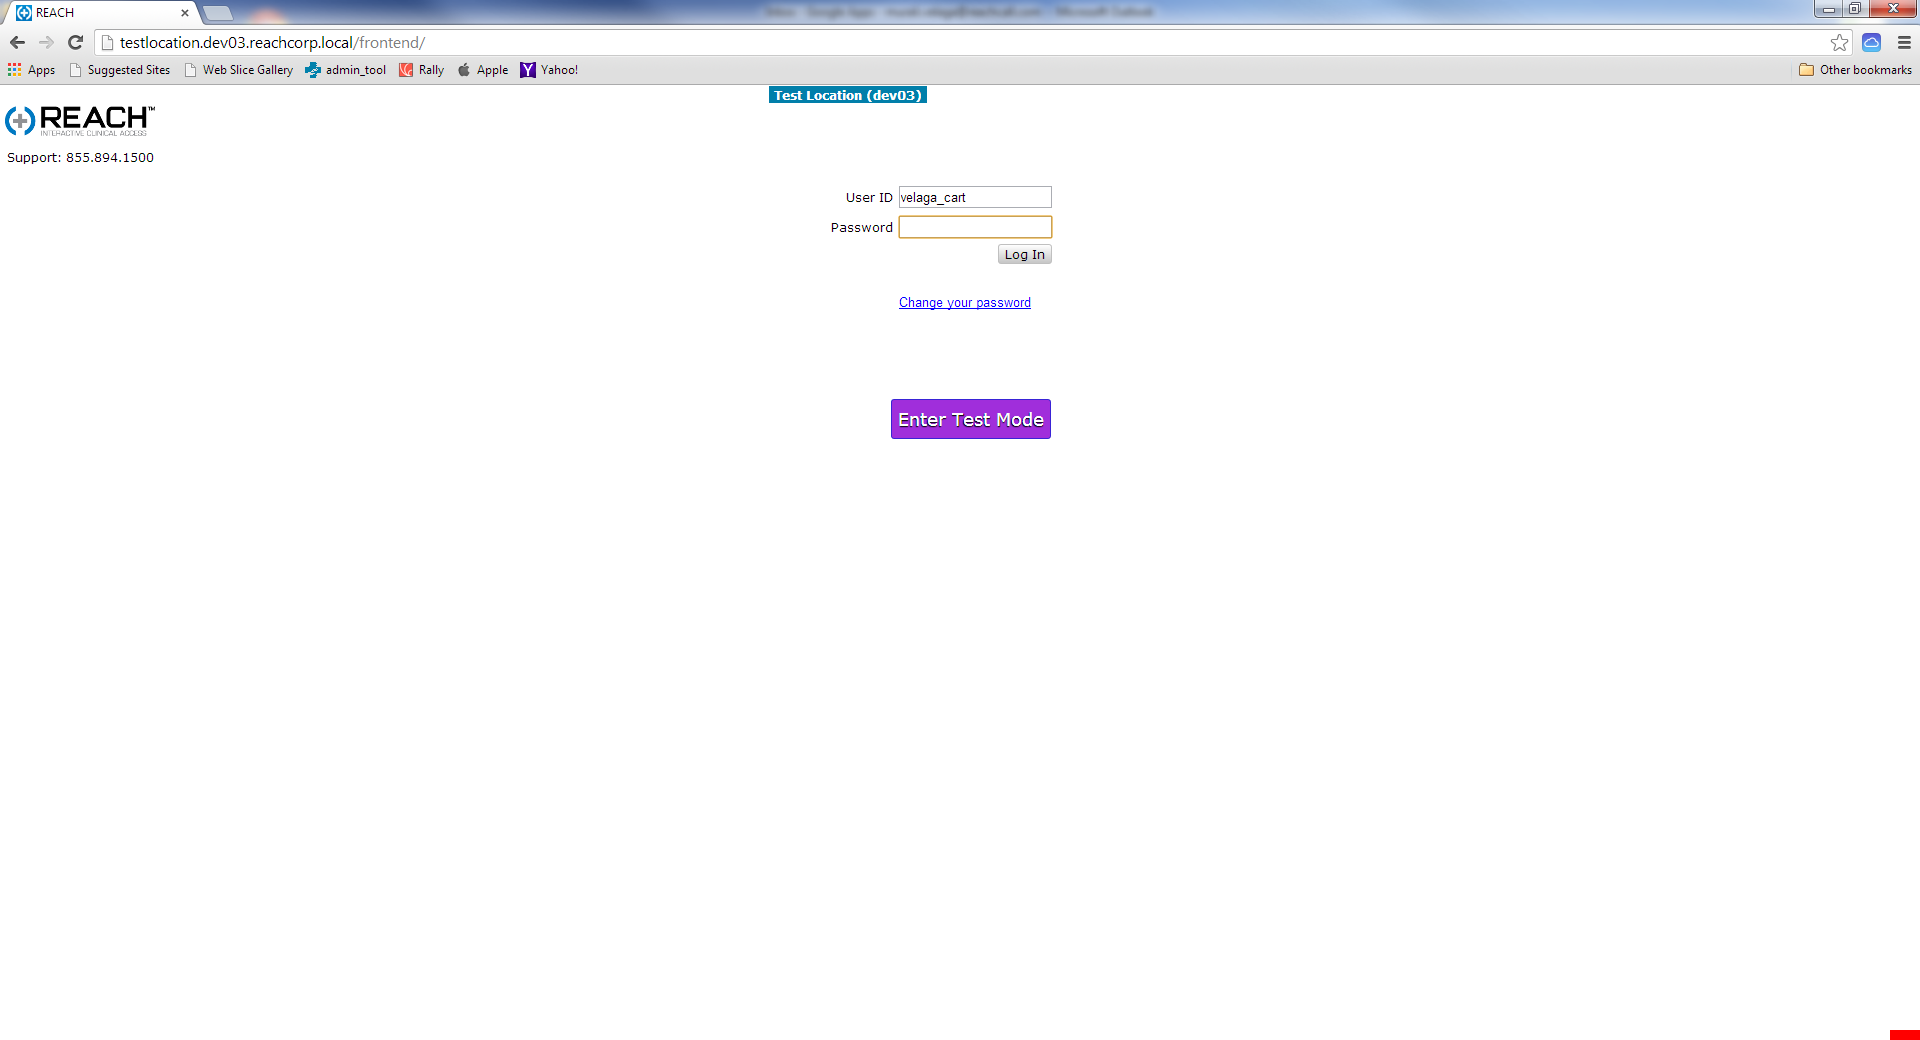 REACH
testlocation.dev03.reachcorp.local/frontend/
Apps Suggested Sites Web Slice Gallery admin_tool Rally Apple Yahoo! Other bookmarks
Test Location (dev03)
REACH™
INTERACTIVE CLINICAL ACCESS
Support: 855.894.1500
User ID velaga_cart
Password
Log In
Change your password
Enter Test Mode